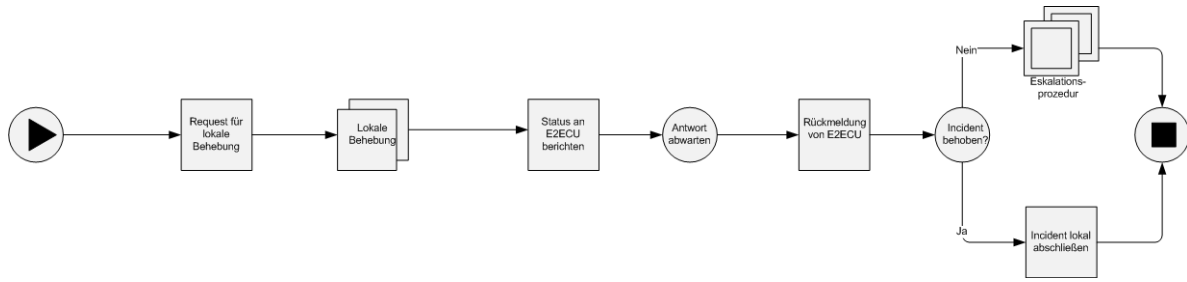 Request für
lokale
Behebung
Lokale
Behebung
Status an
E2ECU
berichten
Antwort
abwarten
Rückmeldung
von E2ECU
Incident
behoben?
Nein
Eskalations-
prozedur
Ja
Incident lokal
abschließen